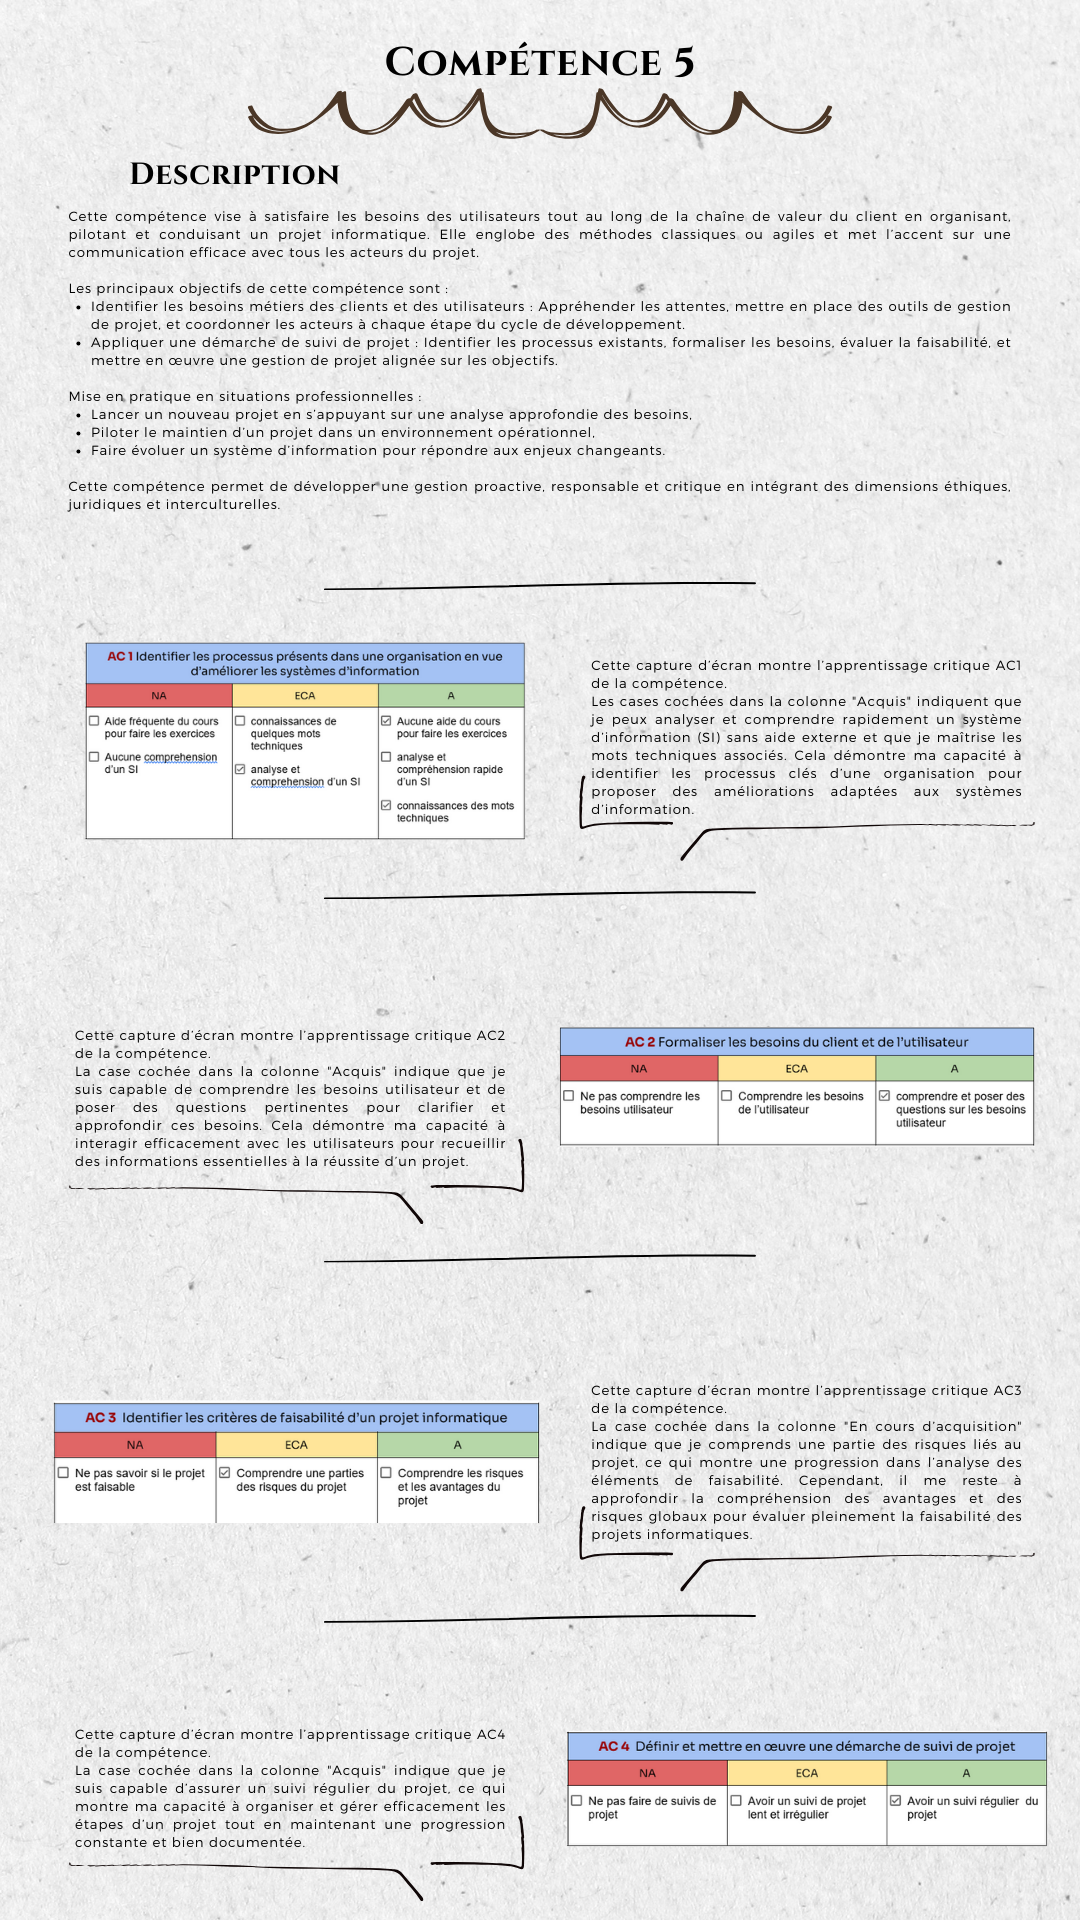 Compétence 5
Description
Cette compétence vise à satisfaire les besoins des utilisateurs tout au long de la chaîne de valeur du client en organisant,
pilotant et conduisant un projet informatique. Elle englobe des méthodes classiques ou agiles et met l'accent sur une
communication efficace avec tous les acteurs du projet.
Les principaux objectifs de cette compétence sont :
• Identifier les besoins métiers des clients et des utilisateurs : Appréhender les attentes, mettre en place des outils de gestion
de projet, et coordonner les acteurs à chaque étape du cycle de développement.
• Appliquer une démarche de suivi de projet : Identifier les processus existants, formaliser les besoins, évaluer la faisabilité, et
mettre en œuvre une gestion de projet alignée sur les objectifs.
Mise en pratique en situations professionnelles :
• Lancer un nouveau projet en s'appuyant sur une analyse approfondie des besoins,
• Piloter le maintien d'un projet dans un environnement opérationnel,
• Faire évoluer un système d'information pour répondre aux enjeux changeants.
Cette compétence permet de développer une gestion proactive, responsable et critique en intégrant des dimensions éthiques,
juridiques et interculturelles.
AC 1 Identifier les processus présents dans une organisation en vue
d'améliorer les systèmes d'information
NA
ECA
A
☐ Aide fréquente du cours
pour faire les exercices
☐ Aucune comprehension
d'un SI
☐ connaissances de
quelques mots
techniques
☑ analyse et
comprehension d'un SI
☑ Aucune aide du cours
pour faire les exercices
☐ analyse et
compréhension rapide
d'un SI
☑ connaissances des mots
techniques
Cette capture d'écran montre l'apprentissage critique AC1
de la compétence.
Les cases cochées dans la colonne "Acquis" indiquent que
je peux analyser et comprendre rapidement un système
d'information (SI) sans aide externe et que je maîtrise les
mots techniques associés. Cela démontre ma capacité à
identifier les processus clés d'une organisation pour
proposer des améliorations adaptées aux systèmes
d'information.
Cette capture d'écran montre l'apprentissage critique AC2
de la compétence.
La case cochée dans la colonne "Acquis" indique que je
suis capable de comprendre les besoins utilisateur et de
poser des questions pertinentes pour clarifier et
approfondir ces besoins. Cela démontre ma capacité à
interagir efficacement avec les utilisateurs pour recueillir
des informations essentielles à la réussite d'un projet.
AC 2 Formaliser les besoins du client et de l'utilisateur
NA
ECA
A
☐ Ne pas comprendre les
besoins utilisateur
☐ Comprendre les besoins
de l'utilisateur
☑ comprendre et poser des
questions sur les besoins
utilisateur
AC 3 Identifier les critères de faisabilité d'un projet informatique
NA
ECA
A
☐ Ne pas savoir si le projet
est faisable
☑ Comprendre une parties
des risques du projet
☐ Comprendre les risques
et les avantages du
projet
Cette capture d'écran montre l'apprentissage critique AC3
de la compétence.
La case cochée dans la colonne "En cours d'acquisition"
indique que je comprends une partie des risques liés au
projet, ce qui montre une progression dans l'analyse des
éléments de faisabilité. Cependant, il me reste à
approfondir la compréhension des avantages et des
risques globaux pour évaluer pleinement la faisabilité des
projets informatiques.
Cette capture d'écran montre l'apprentissage critique AC4
de la compétence.
La case cochée dans la colonne "Acquis" indique que je
suis capable d'assurer un suivi régulier du projet, ce qui
montre ma capacité à organiser et gérer efficacement les
étapes d'un projet tout en maintenant une progression
constante et bien documentée.
AC 4 Définir et mettre en œuvre une démarche de suivi de projet
NA
ECA
A
☐ Ne pas faire de suivis de
projet
☐ Avoir un suivi de projet
lent et irrégulier
☑ Avoir un suivi régulier du
projet